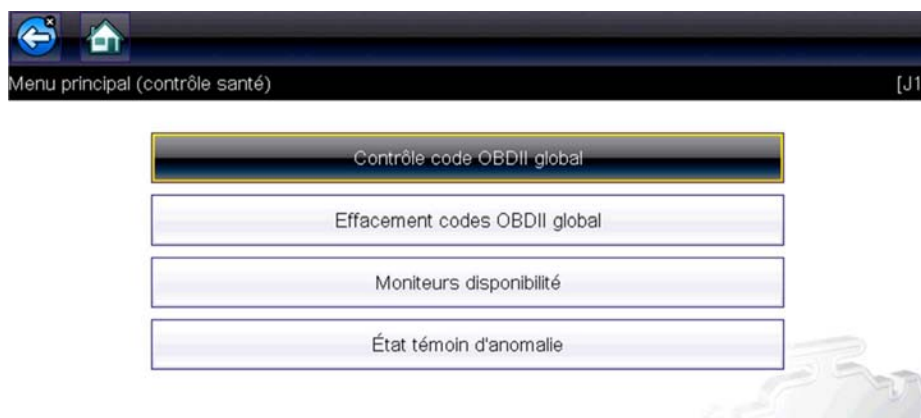 Menu principal (contrôle santé) [J1
Contrôle code OBDII global
Effacement codes OBDII global
Moniteurs disponibilité
État témoin d'anomalie